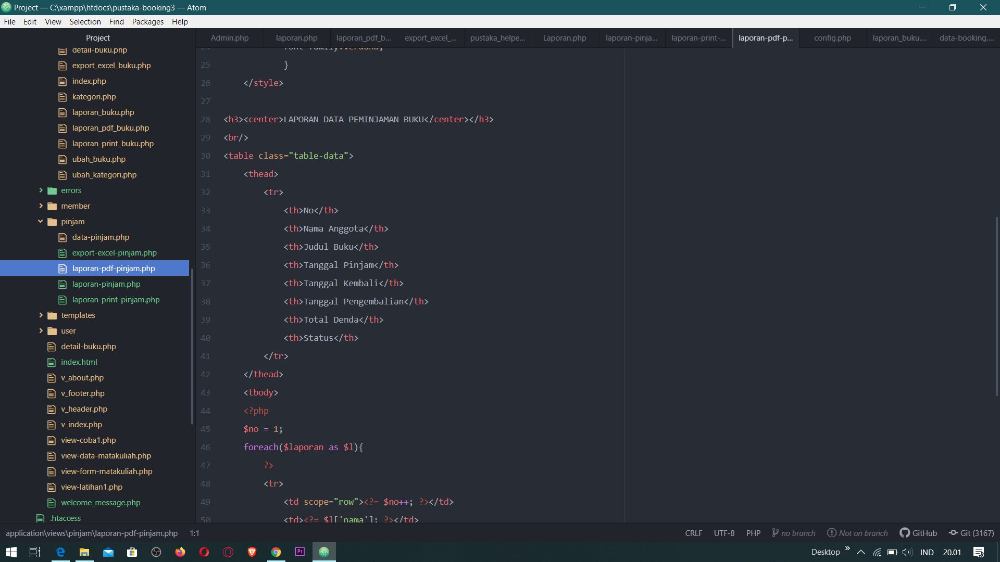 Project — C:\xampp\htdocs\pustaka-booking3 — Atom
File Edit View Selection Find Packages Help
Project
detail-buku.php
export_excel_buku.php
index.php
kategori.php
laporan_buku.php
laporan_pdf_buku.php
laporan_print_buku.php
ubah_buku.php
ubah_kategori.php
errors
member
pinjam
data-pinjam.php
export-excel-pinjam.php
laporan-pdf-pinjam.php
laporan-pinjam.php
laporan-print-pinjam.php
templates
user
detail-buku.php
index.html
v_about.php
v_footer.php
v_header.php
v_index.php
view-coba1.php
view-data-matakuliah.php
view-form-matakuliah.php
view-latihan1.php
welcome_message.php
.htaccess
Admin.php laporan.php laporan_pdf_b... export_excel_... pustaka_helpe... Laporan.php laporan-pinja... laporan-print-... laporan-pdf-p... config.php laporan_buku.... data-booking....
24 font-family:Verdana;
25 }
26 </style>
27
28 <h3><center>LAPORAN DATA PEMINJAMAN BUKU</center></h3>
29 <br/>
30 <table class="table-data">
31 <thead>
32 <tr>
33 <th>No</th>
34 <th>Nama Anggota</th>
35 <th>Judul Buku</th>
36 <th>Tanggal Pinjam</th>
37 <th>Tanggal Kembali</th>
38 <th>Tanggal Pengembalian</th>
39 <th>Total Denda</th>
40 <th>Status</th>
41 </tr>
42 </thead>
43 <tbody>
44 <?php
45 $no = 1;
46 foreach($laporan as $l){
47 ?>
48 <tr>
49 <td scope="row"><?= $no++; ?></td>
50 <td><?= $l['nama']; ?></td>
application\views\pinjam\laporan-pdf-pinjam.php 1:1 CRLF UTF-8 PHP no branch Not on branch GitHub Git (3167)
Pr Desktop » IND 20.01